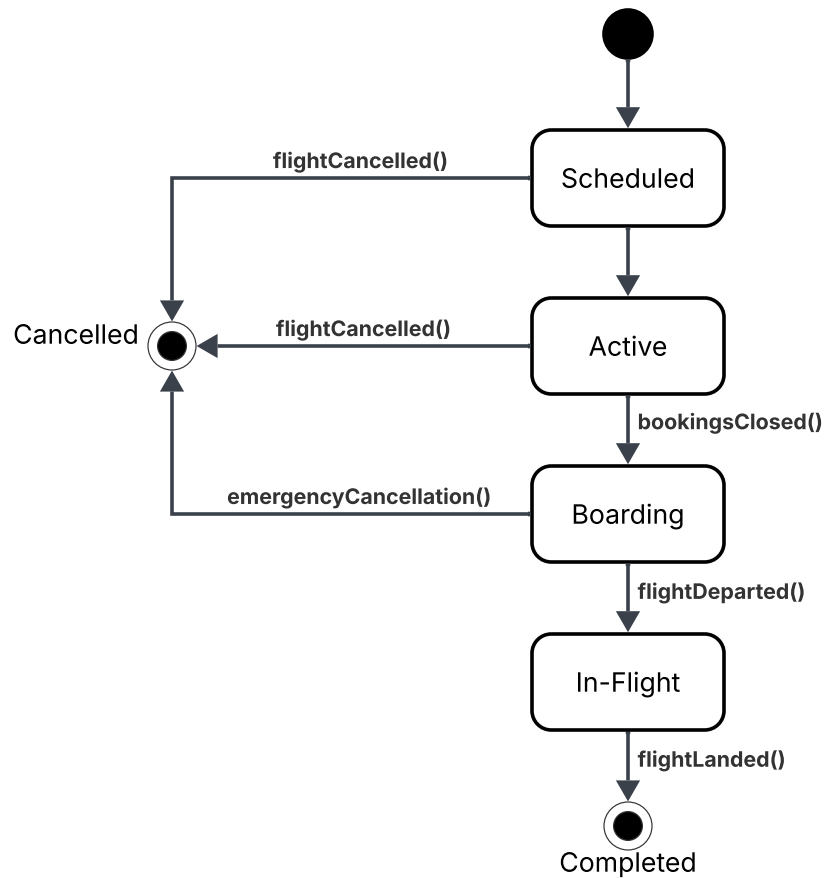 flightCancelled()
Scheduled
Cancelled
flightCancelled()
Active
bookingsClosed()
emergencyCancellation()
Boarding
flightDeparted()
In-Flight
flightLanded()
Completed